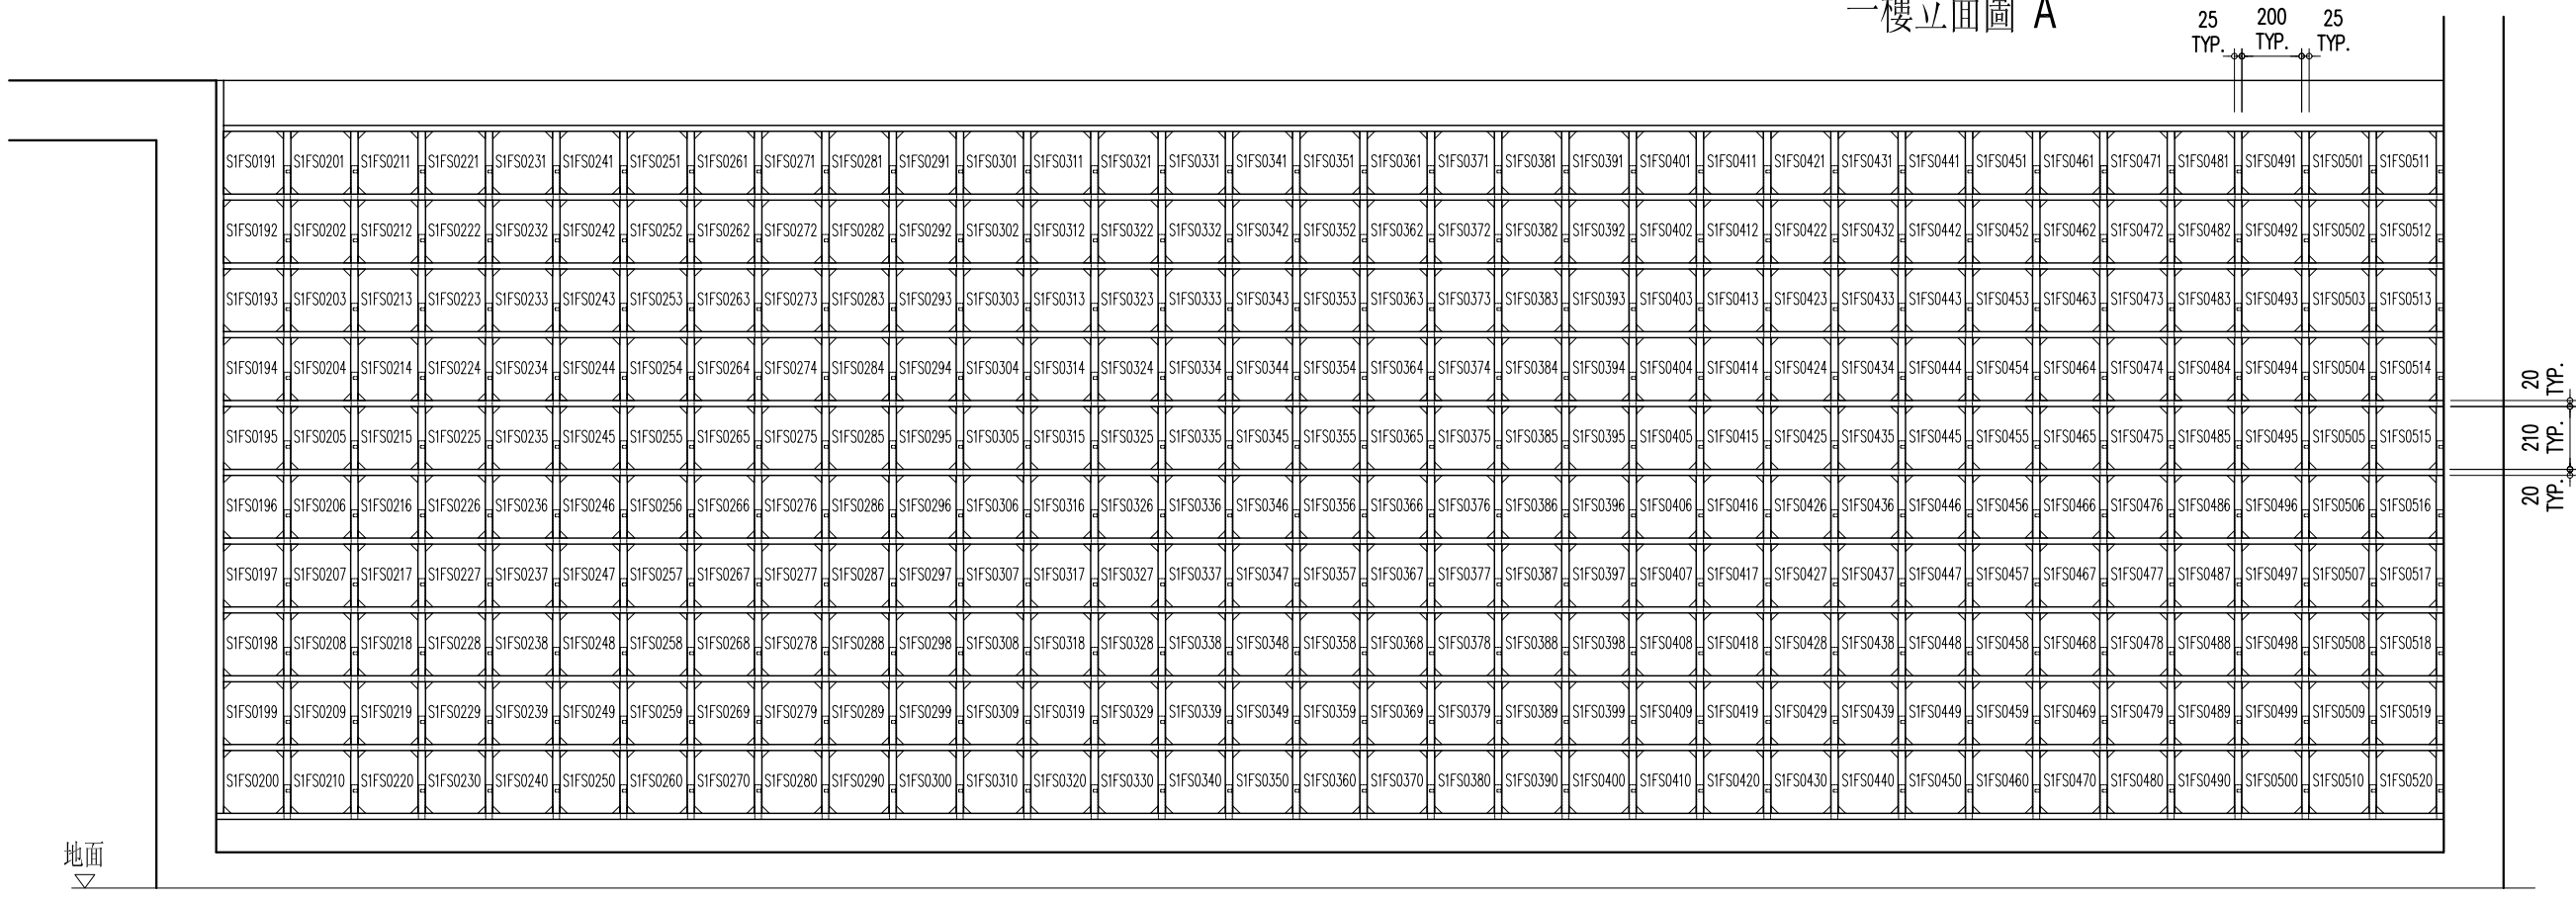 一樓立面圖 A
25 200 25
TYP. TYP. TYP.
S1FS0191 S1FS0201 S1FS0211 S1FS0221 S1FS0231 S1FS0241 S1FS0251 S1FS0261 S1FS0271 S1FS0281 S1FS0291 S1FS0301 S1FS0311 S1FS0321 S1FS0331 S1FS0341 S1FS0351 S1FS0361 S1FS0371 S1FS0381 S1FS0391 S1FS0401 S1FS0411 S1FS0421 S1FS0431 S1FS0441 S1FS0451 S1FS0461 S1FS0471 S1FS0481 S1FS0491 S1FS0501 S1FS0511
S1FS0192 S1FS0202 S1FS0212 S1FS0222 S1FS0232 S1FS0242 S1FS0252 S1FS0262 S1FS0272 S1FS0282 S1FS0292 S1FS0302 S1FS0312 S1FS0322 S1FS0332 S1FS0342 S1FS0352 S1FS0362 S1FS0372 S1FS0382 S1FS0392 S1FS0402 S1FS0412 S1FS0422 S1FS0432 S1FS0442 S1FS0452 S1FS0462 S1FS0472 S1FS0482 S1FS0492 S1FS0502 S1FS0512
S1FS0193 S1FS0203 S1FS0213 S1FS0223 S1FS0233 S1FS0243 S1FS0253 S1FS0263 S1FS0273 S1FS0283 S1FS0293 S1FS0303 S1FS0313 S1FS0323 S1FS0333 S1FS0343 S1FS0353 S1FS0363 S1FS0373 S1FS0383 S1FS0393 S1FS0403 S1FS0413 S1FS0423 S1FS0433 S1FS0443 S1FS0453 S1FS0463 S1FS0473 S1FS0483 S1FS0493 S1FS0503 S1FS0513
S1FS0194 S1FS0204 S1FS0214 S1FS0224 S1FS0234 S1FS0244 S1FS0254 S1FS0264 S1FS0274 S1FS0284 S1FS0294 S1FS0304 S1FS0314 S1FS0324 S1FS0334 S1FS0344 S1FS0354 S1FS0364 S1FS0374 S1FS0384 S1FS0394 S1FS0404 S1FS0414 S1FS0424 S1FS0434 S1FS0444 S1FS0454 S1FS0464 S1FS0474 S1FS0484 S1FS0494 S1FS0504 S1FS0514
20 TYP.
S1FS0195 S1FS0205 S1FS0215 S1FS0225 S1FS0235 S1FS0245 S1FS0255 S1FS0265 S1FS0275 S1FS0285 S1FS0295 S1FS0305 S1FS0315 S1FS0325 S1FS0335 S1FS0345 S1FS0355 S1FS0365 S1FS0375 S1FS0385 S1FS0395 S1FS0405 S1FS0415 S1FS0425 S1FS0435 S1FS0445 S1FS0455 S1FS0465 S1FS0475 S1FS0485 S1FS0495 S1FS0505 S1FS0515
210 TYP.
S1FS0196 S1FS0206 S1FS0216 S1FS0226 S1FS0236 S1FS0246 S1FS0256 S1FS0266 S1FS0276 S1FS0286 S1FS0296 S1FS0306 S1FS0316 S1FS0326 S1FS0336 S1FS0346 S1FS0356 S1FS0366 S1FS0376 S1FS0386 S1FS0396 S1FS0406 S1FS0416 S1FS0426 S1FS0436 S1FS0446 S1FS0456 S1FS0466 S1FS0476 S1FS0486 S1FS0496 S1FS0506 S1FS0516
20 TYP.
S1FS0197 S1FS0207 S1FS0217 S1FS0227 S1FS0237 S1FS0247 S1FS0257 S1FS0267 S1FS0277 S1FS0287 S1FS0297 S1FS0307 S1FS0317 S1FS0327 S1FS0337 S1FS0347 S1FS0357 S1FS0367 S1FS0377 S1FS0387 S1FS0397 S1FS0407 S1FS0417 S1FS0427 S1FS0437 S1FS0447 S1FS0457 S1FS0467 S1FS0477 S1FS0487 S1FS0497 S1FS0507 S1FS0517
S1FS0198 S1FS0208 S1FS0218 S1FS0228 S1FS0238 S1FS0248 S1FS0258 S1FS0268 S1FS0278 S1FS0288 S1FS0298 S1FS0308 S1FS0318 S1FS0328 S1FS0338 S1FS0348 S1FS0358 S1FS0368 S1FS0378 S1FS0388 S1FS0398 S1FS0408 S1FS0418 S1FS0428 S1FS0438 S1FS0448 S1FS0458 S1FS0468 S1FS0478 S1FS0488 S1FS0498 S1FS0508 S1FS0518
S1FS0199 S1FS0209 S1FS0219 S1FS0229 S1FS0239 S1FS0249 S1FS0259 S1FS0269 S1FS0279 S1FS0289 S1FS0299 S1FS0309 S1FS0319 S1FS0329 S1FS0339 S1FS0349 S1FS0359 S1FS0369 S1FS0379 S1FS0389 S1FS0399 S1FS0409 S1FS0419 S1FS0429 S1FS0439 S1FS0449 S1FS0459 S1FS0469 S1FS0479 S1FS0489 S1FS0499 S1FS0509 S1FS0519
S1FS0200 S1FS0210 S1FS0220 S1FS0230 S1FS0240 S1FS0250 S1FS0260 S1FS0270 S1FS0280 S1FS0290 S1FS0300 S1FS0310 S1FS0320 S1FS0330 S1FS0340 S1FS0350 S1FS0360 S1FS0370 S1FS0380 S1FS0390 S1FS0400 S1FS0410 S1FS0420 S1FS0430 S1FS0440 S1FS0450 S1FS0460 S1FS0470 S1FS0480 S1FS0490 S1FS0500 S1FS0510 S1FS0520
地面